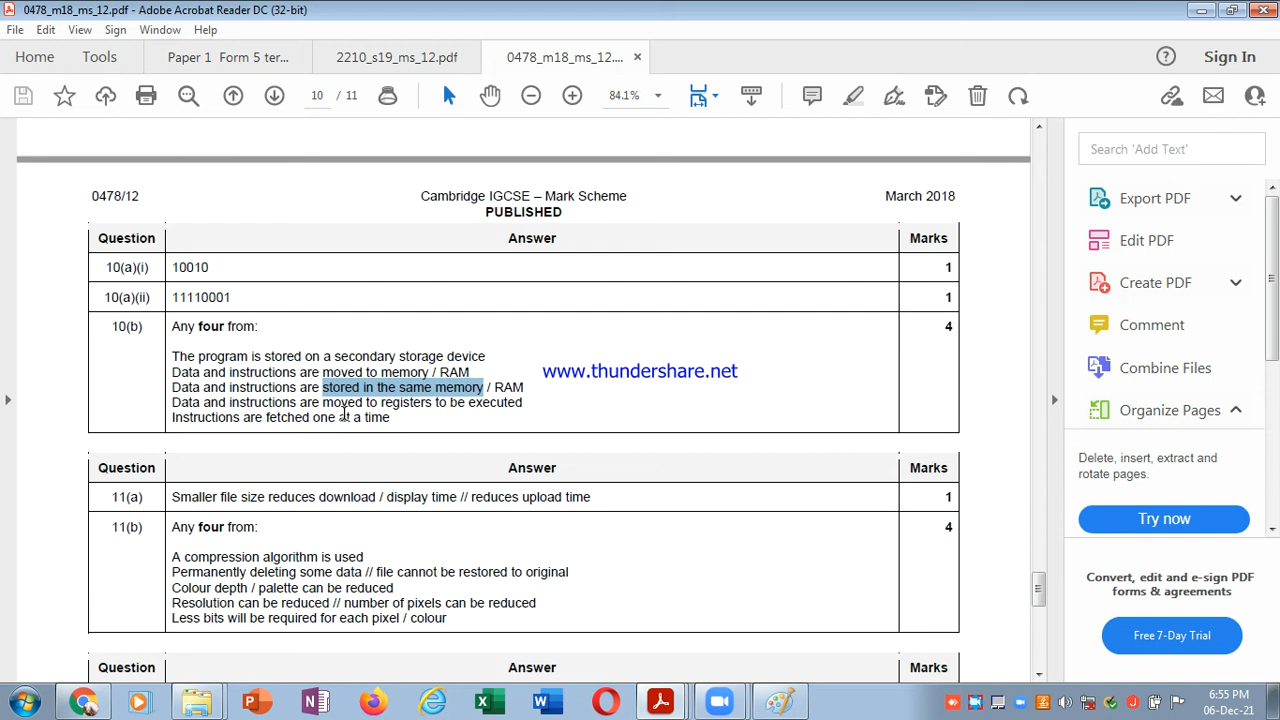 0478_m18_ms_12.pdf - Adobe Acrobat Reader DC (32-bit)
File Edit View Sign Window Help
Home Tools Paper 1 Form 5 ter... 2210_s19_ms_12.pdf 0478_m18_ms_12.... × Sign In
10 / 11 84.1%
Search 'Add Text'
Export PDF
Edit PDF
Create PDF
Comment
Combine Files
Organize Pages
Delete, insert, extract and
rotate pages.
Try now
Convert, edit and e-sign PDF
forms & agreements
Free 7-Day Trial
0478/12 Cambridge IGCSE – Mark Scheme March 2018
PUBLISHED
Question Answer Marks
10(a)(i) 10010 1
10(a)(ii) 11110001 1
10(b) Any four from: 4
The program is stored on a secondary storage device
Data and instructions are moved to memory / RAM
Data and instructions are stored in the same memory / RAM
Data and instructions are moved to registers to be executed
Instructions are fetched one at a time
www.thundershare.net
Question Answer Marks
11(a) Smaller file size reduces download / display time // reduces upload time 1
11(b) Any four from: 4
A compression algorithm is used
Permanently deleting some data // file cannot be restored to original
Colour depth / palette can be reduced
Resolution can be reduced // number of pixels can be reduced
Less bits will be required for each pixel / colour
Question Answer Marks
6:55 PM
06-Dec-21